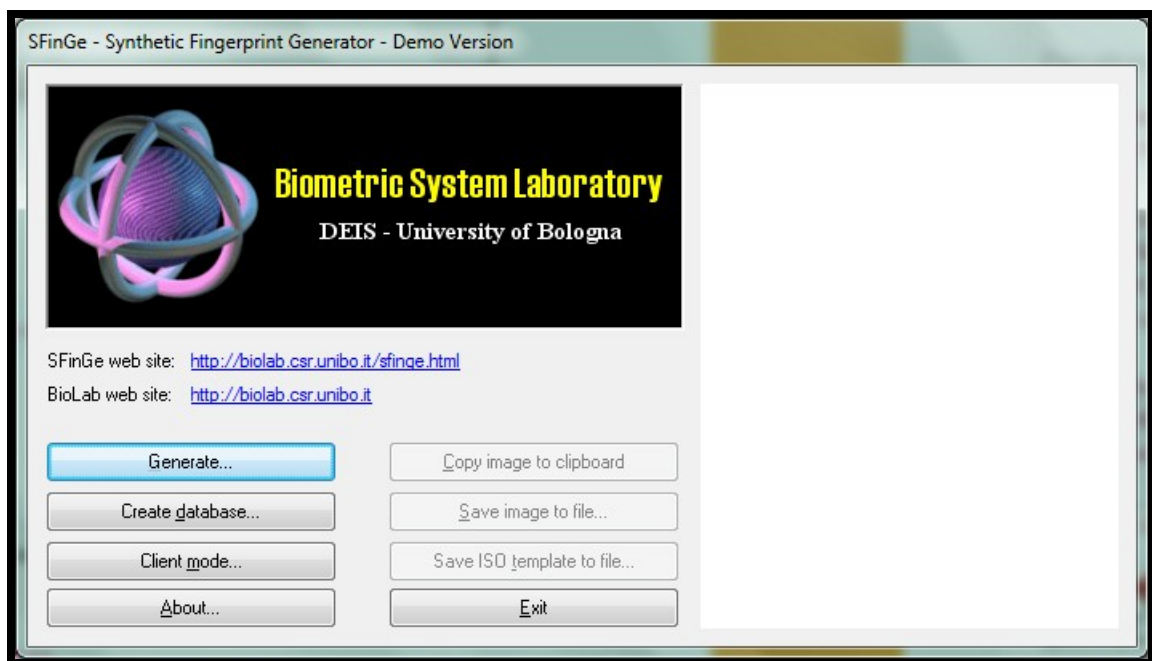 SFinGe - Synthetic Fingerprint Generator - Demo Version
Biometric System Laboratory
DEIS - University of Bologna
SFinGe web site: http://biolab.csr.unibo.it/sfinge.html
BioLab web site: http://biolab.csr.unibo.it
Generate...
Copy image to clipboard
Create database...
Save image to file...
Client mode...
Save ISO template to file...
About...
Exit